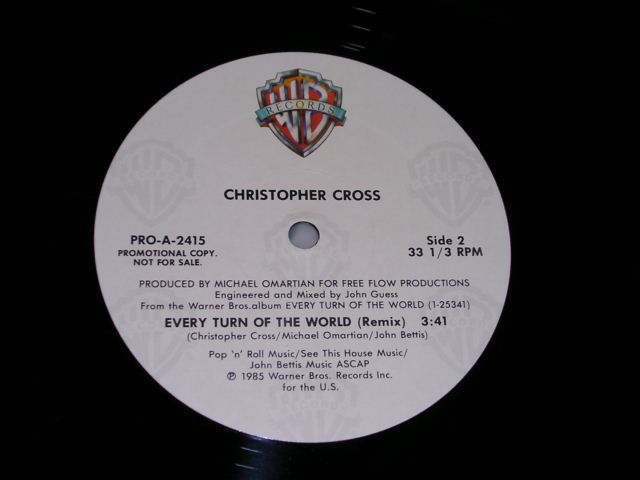 WB
RECORDS
CHRISTOPHER CROSS
PRO-A-2415
PROMOTIONAL COPY.
NOT FOR SALE.
Side 2
33 1/3 RPM
PRODUCED BY MICHAEL OMARTIAN FOR FREE FLOW PRODUCTIONS
Engineered and Mixed by John Guess
From the Warner Bros.album EVERY TURN OF THE WORLD (1-25341)
EVERY TURN OF THE WORLD (Remix) 3:41
(Christopher Cross/Michael Omartian/John Bettis)
Pop 'n' Roll Music/See This House Music/
John Bettis Music ASCAP
℗ 1985 Warner Bros. Records Inc.
for the U.S.